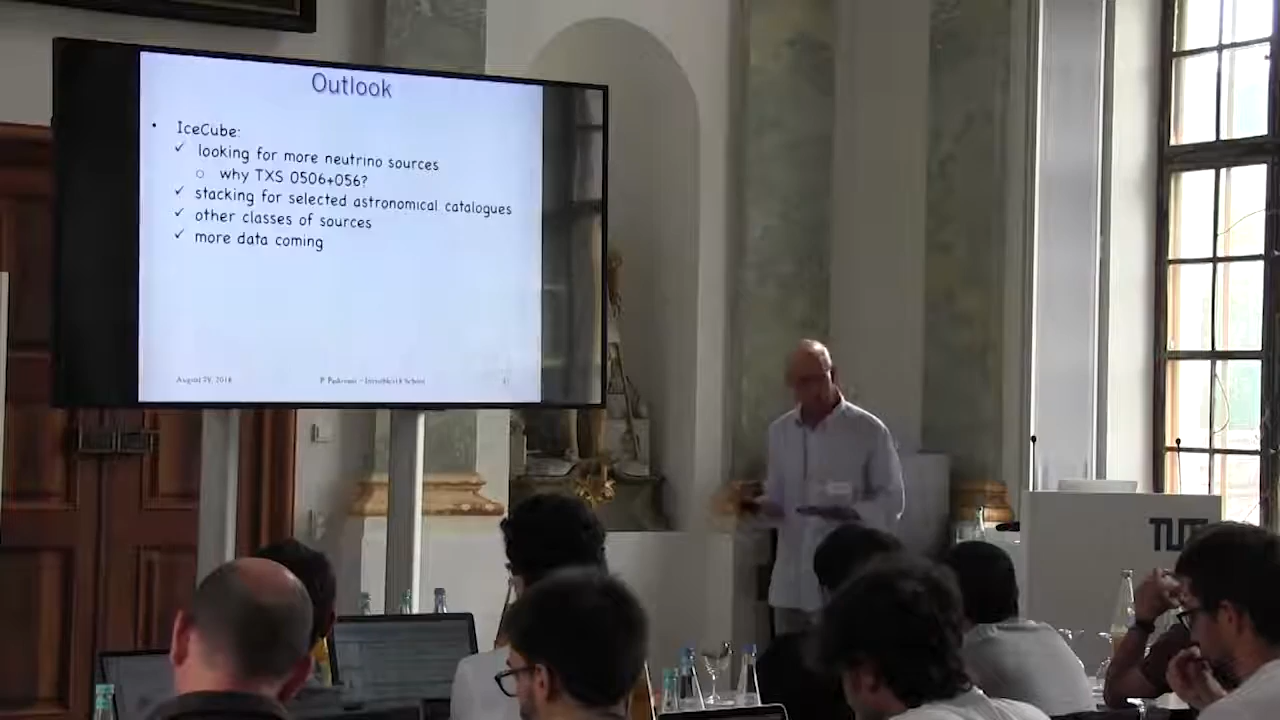 Outlook
• IceCube:
✓ looking for more neutrino sources
○ why TXS 0506+056?
✓ stacking for selected astronomical catalogues
✓ other classes of sources
✓ more data coming
August 29, 2018
School
TUM